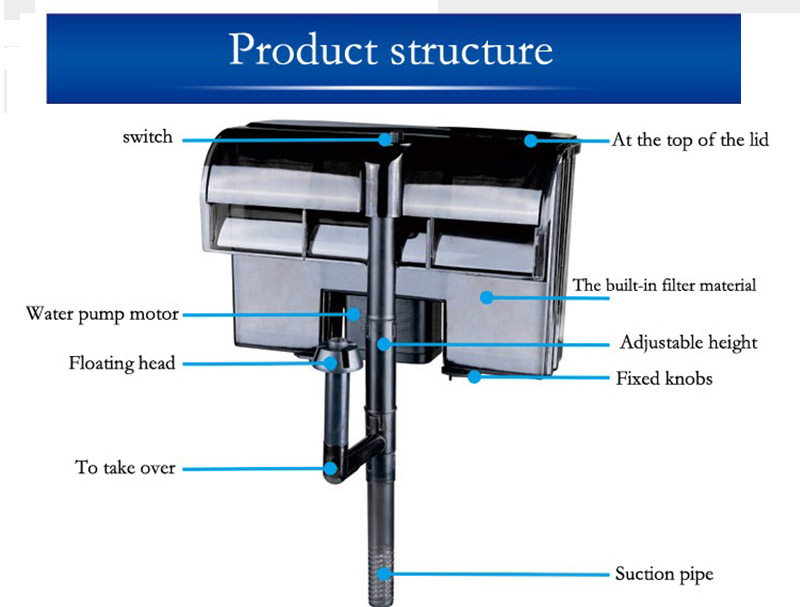 Product structure
switch
At the top of the lid
The built-in filter material
Water pump motor
Adjustable height
Floating head
Fixed knobs
To take over
Suction pipe